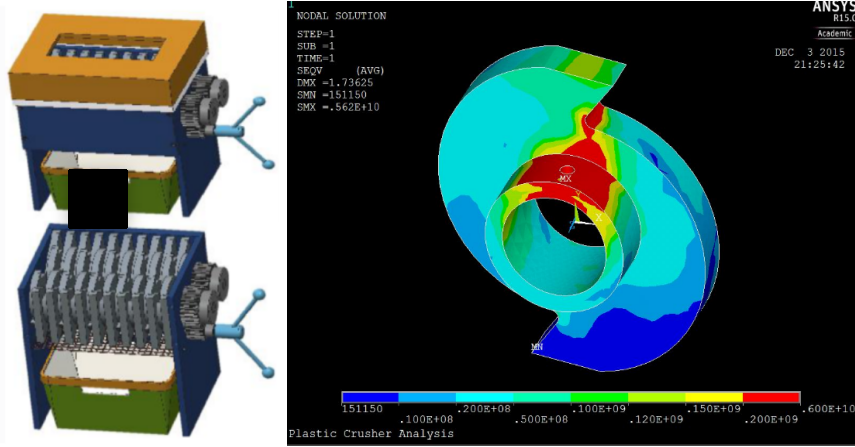 1
NODAL SOLUTION
STEP=1
SUB =1
TIME=1
SEQV (AVG)
DMX =1.73625
SMN =151150
SMX =.562E+10
ANSYS
R15.0
Academic
DEC 3 2015
21:25:42
MX
Y
X
Z
MN
151150 .200E+08 .100E+09 .150E+09 .600E+10
.100E+08 .500E+08 .120E+09 .200E+09
Plastic Crusher Analysis